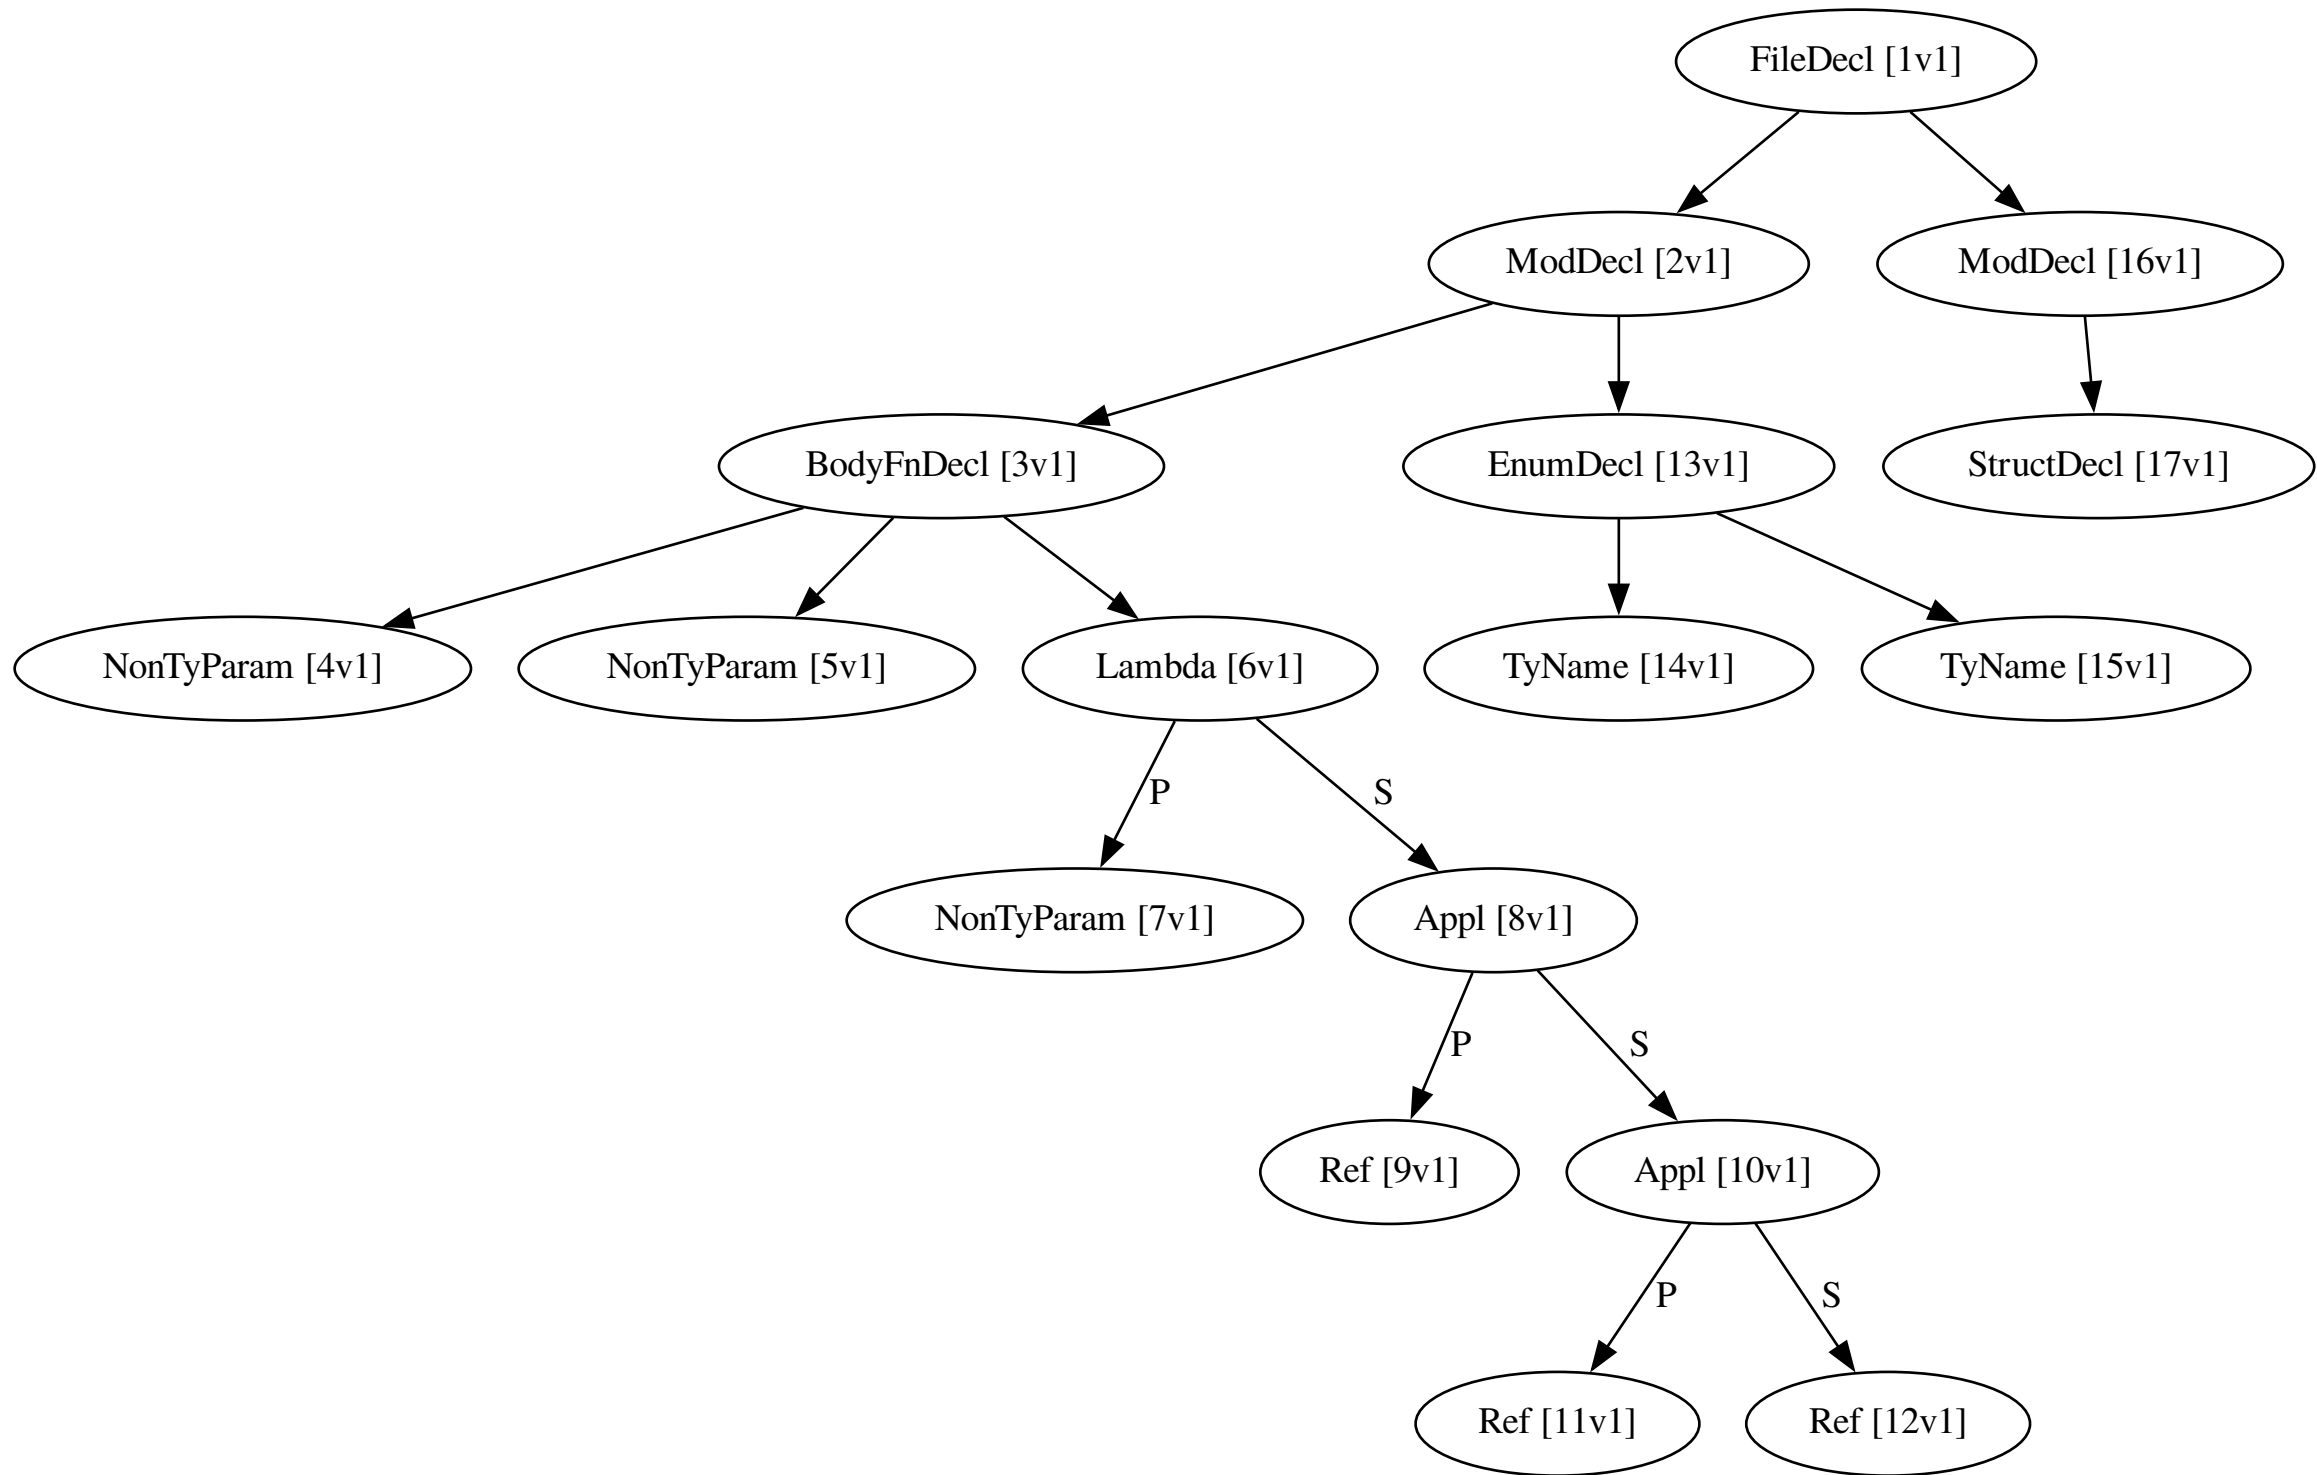 FileDecl [1v1]
ModDecl [2v1]
ModDecl [16v1]
BodyFnDecl [3v1]
EnumDecl [13v1]
StructDecl [17v1]
NonTyParam [4v1]
NonTyParam [5v1]
Lambda [6v1]
TyName [14v1]
TyName [15v1]
P
S
NonTyParam [7v1]
Appl [8v1]
P
S
Ref [9v1]
Appl [10v1]
P
S
Ref [11v1]
Ref [12v1]